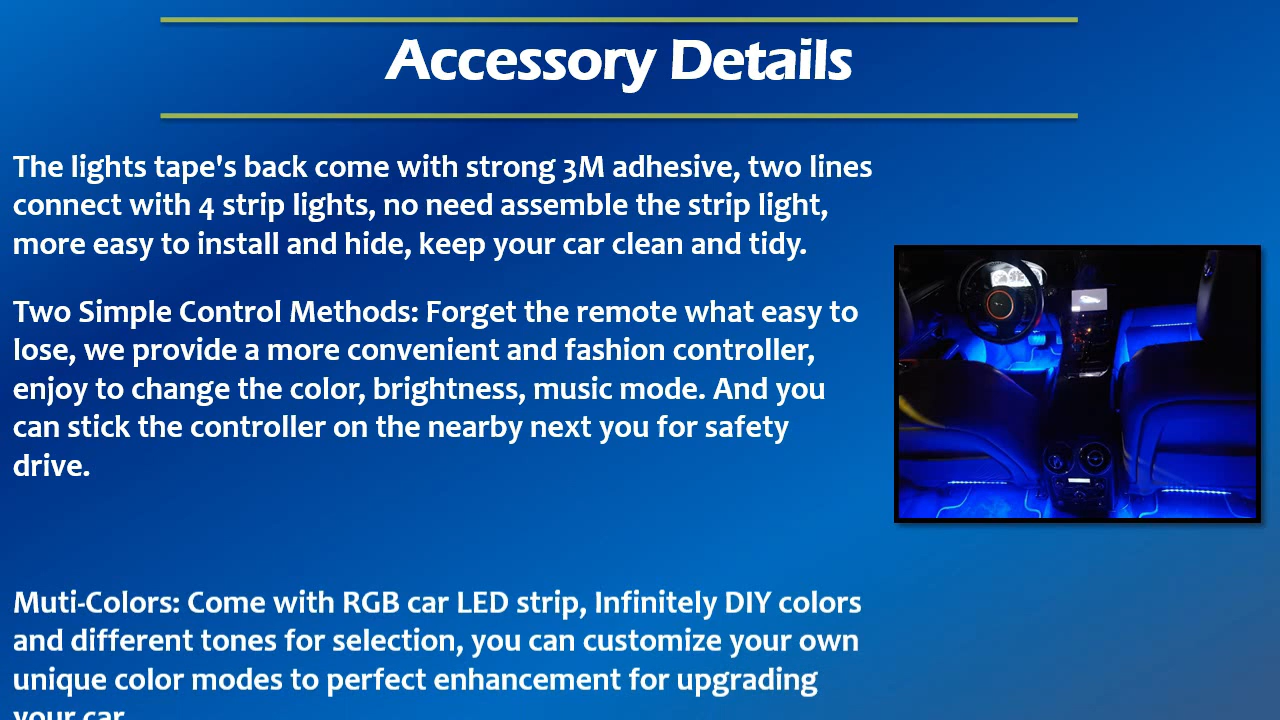 Accessory Details
The lights tape's back come with strong 3M adhesive, two lines
connect with 4 strip lights, no need assemble the strip light,
more easy to install and hide, keep your car clean and tidy.
Two Simple Control Methods: Forget the remote what easy to
lose, we provide a more convenient and fashion controller,
enjoy to change the color, brightness, music mode. And you
can stick the controller on the nearby next you for safety
drive.
Muti-Colors: Come with RGB car LED strip, Infinitely DIY colors
and different tones for selection, you can customize your own
unique color modes to perfect enhancement for upgrading
your car